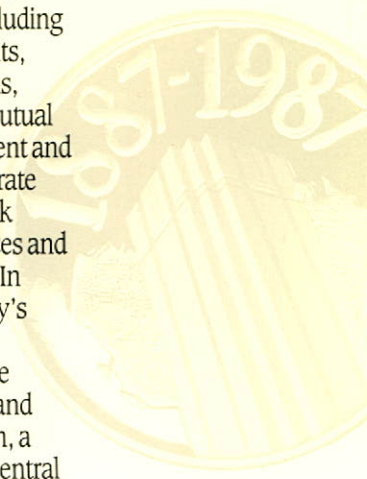 luding
ts,
s,
utual
ent and
rate
k
es and
In
y's
e
and
n, a
entral
1887-1987